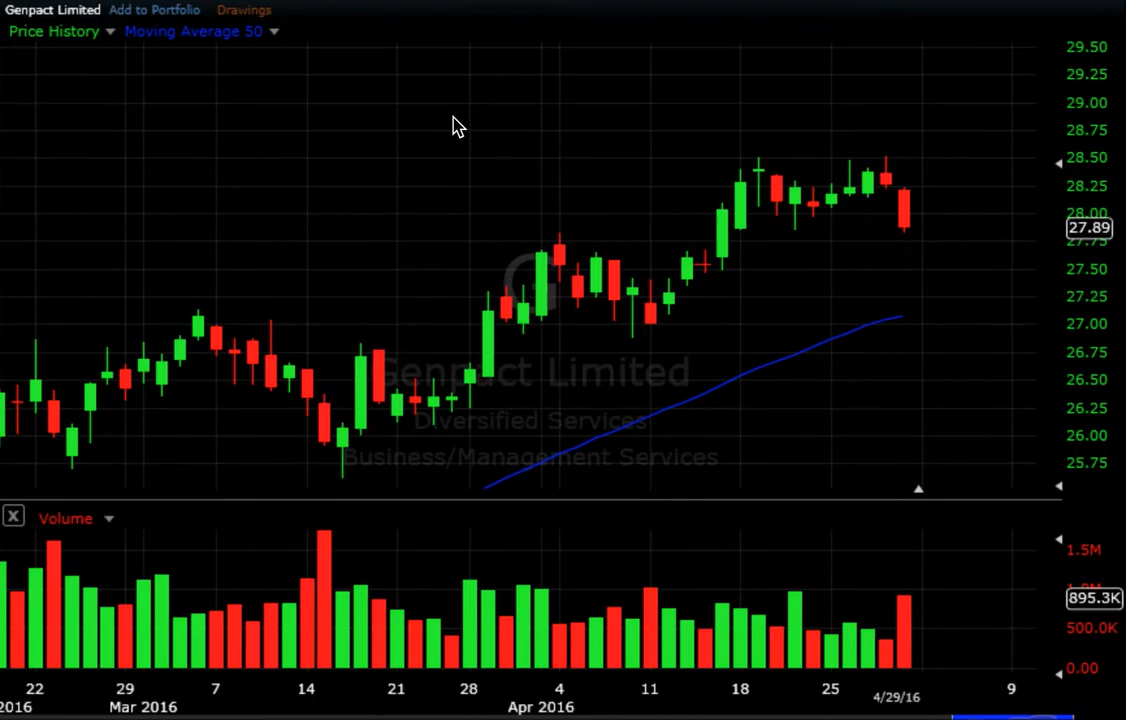 Genpact Limited Add to Portfolio Drawings
Price History Moving Average 50
29.50
29.25
29.00
28.75
28.50
28.25
28.00
27.89
27.75
27.50
27.25
27.00
26.75
26.50
26.25
26.00
25.75
G
Genpact Limited
Diversified Services
Business/Management Services
X Volume
1.5M
1.0M
895.3K
500.0K
0.00
22 29 7 14 21 28 4 11 18 25 4/29/16 9
2016 Mar 2016 Apr 2016